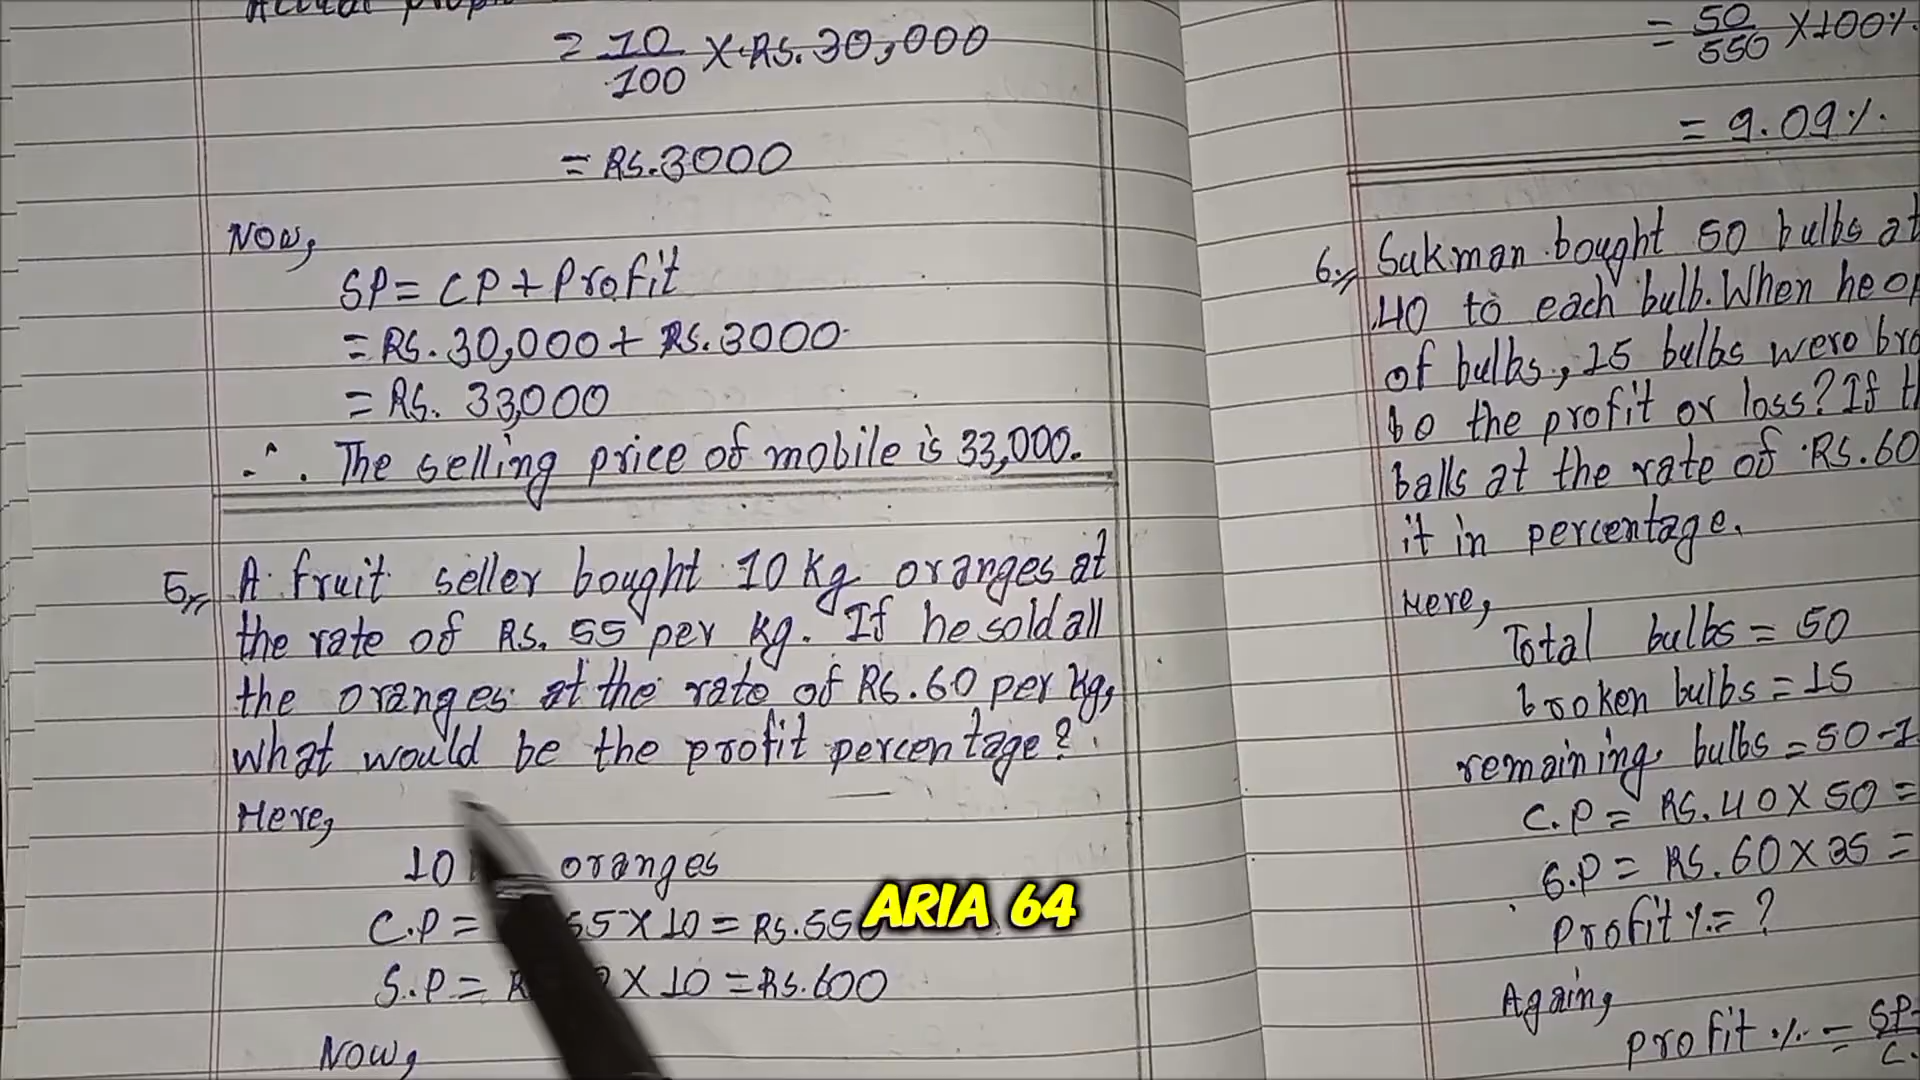 = 10/100 × Rs. 30,000
= Rs. 3000
Now,
SP = CP + Profit
= Rs. 30,000 + Rs. 3000
= Rs. 33,000
∴ The selling price of mobile is 33,000.
5. A fruit seller bought 10 kg oranges at
the rate of Rs. 55 per kg. If he sold all
the oranges at the rate of Rs. 60 per kg,
what would be the profit percentage?
Here,
10 oranges
C.P = 55 × 10 = Rs. 55
S.P = × 10 = Rs. 600
Now,
ARIA 64
= 50/550 × 100%
= 9.09%.
6. Sukman bought 50 bulbs at
40 to each bulb. When he
of bulbs, 15 bulbs were
be the profit or loss? If
balls at the rate of Rs. 60
it in percentage.
Here,
Total bulbs = 50
broken bulbs = 15
remaining bulbs = 50 -
C.P = Rs. 40 × 50 =
S.P = Rs. 60 × 35 =
Profit % = ?
Again,
profit % = SP
C.